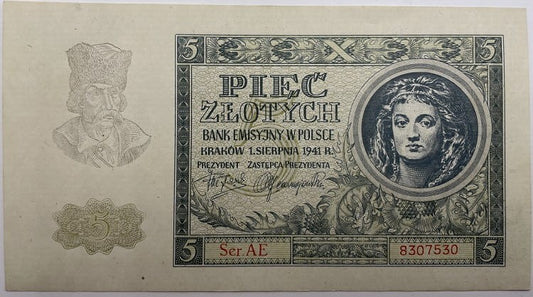 5 5
PIĘĆ
ZŁOTYCH
BANK EMISYJNY W POLSCE
KRAKÓW 1. SIERPNIA 1941 R.
PREZYDENT ZASTĘPCA PREZYDENTA
5
5 Ser AE 8307530 5